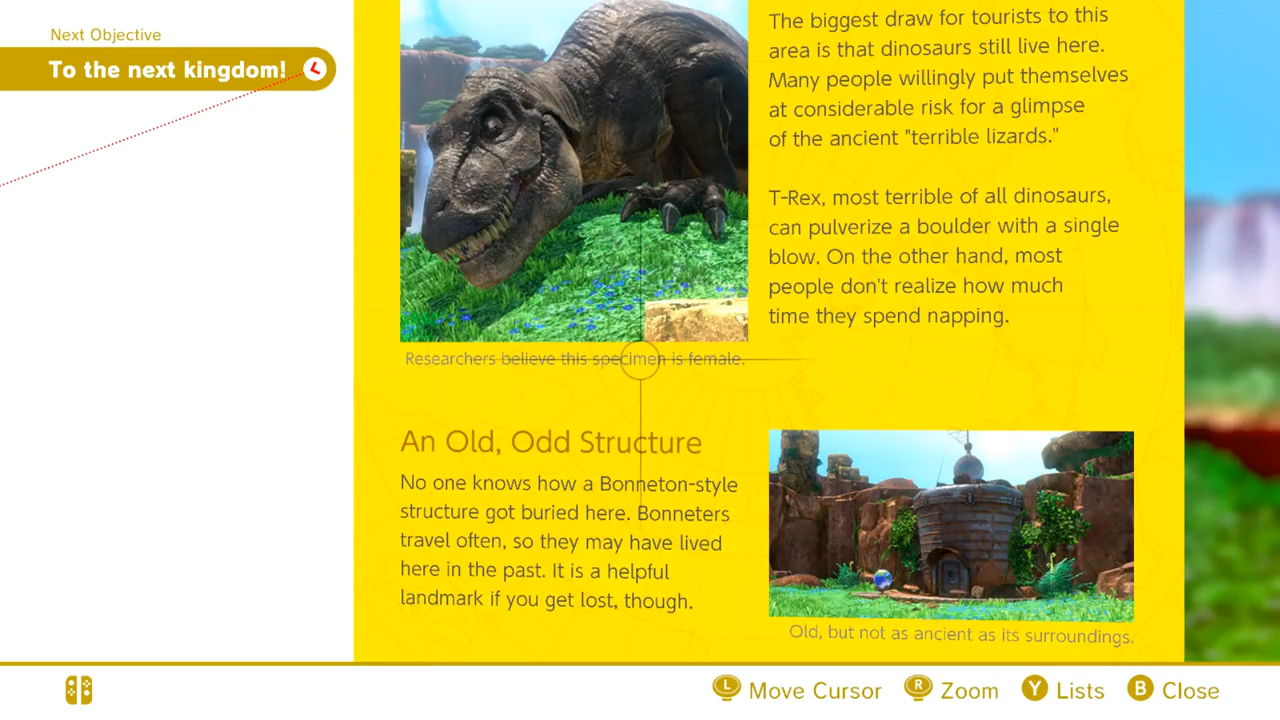 Next Objective
To the next kingdom!
The biggest draw for tourists to this
area is that dinosaurs still live here.
Many people willingly put themselves
at considerable risk for a glimpse
of the ancient "terrible lizards."
T-Rex, most terrible of all dinosaurs,
can pulverize a boulder with a single
blow. On the other hand, most
people don't realize how much
time they spend napping.
Researchers believe this specimen is female.
An Old, Odd Structure
No one knows how a Bonneton-style
structure got buried here. Bonneters
travel often, so they may have lived
here in the past. It is a helpful
landmark if you get lost, though.
Old, but not as ancient as its surroundings.
L Move Cursor R Zoom Y Lists B Close